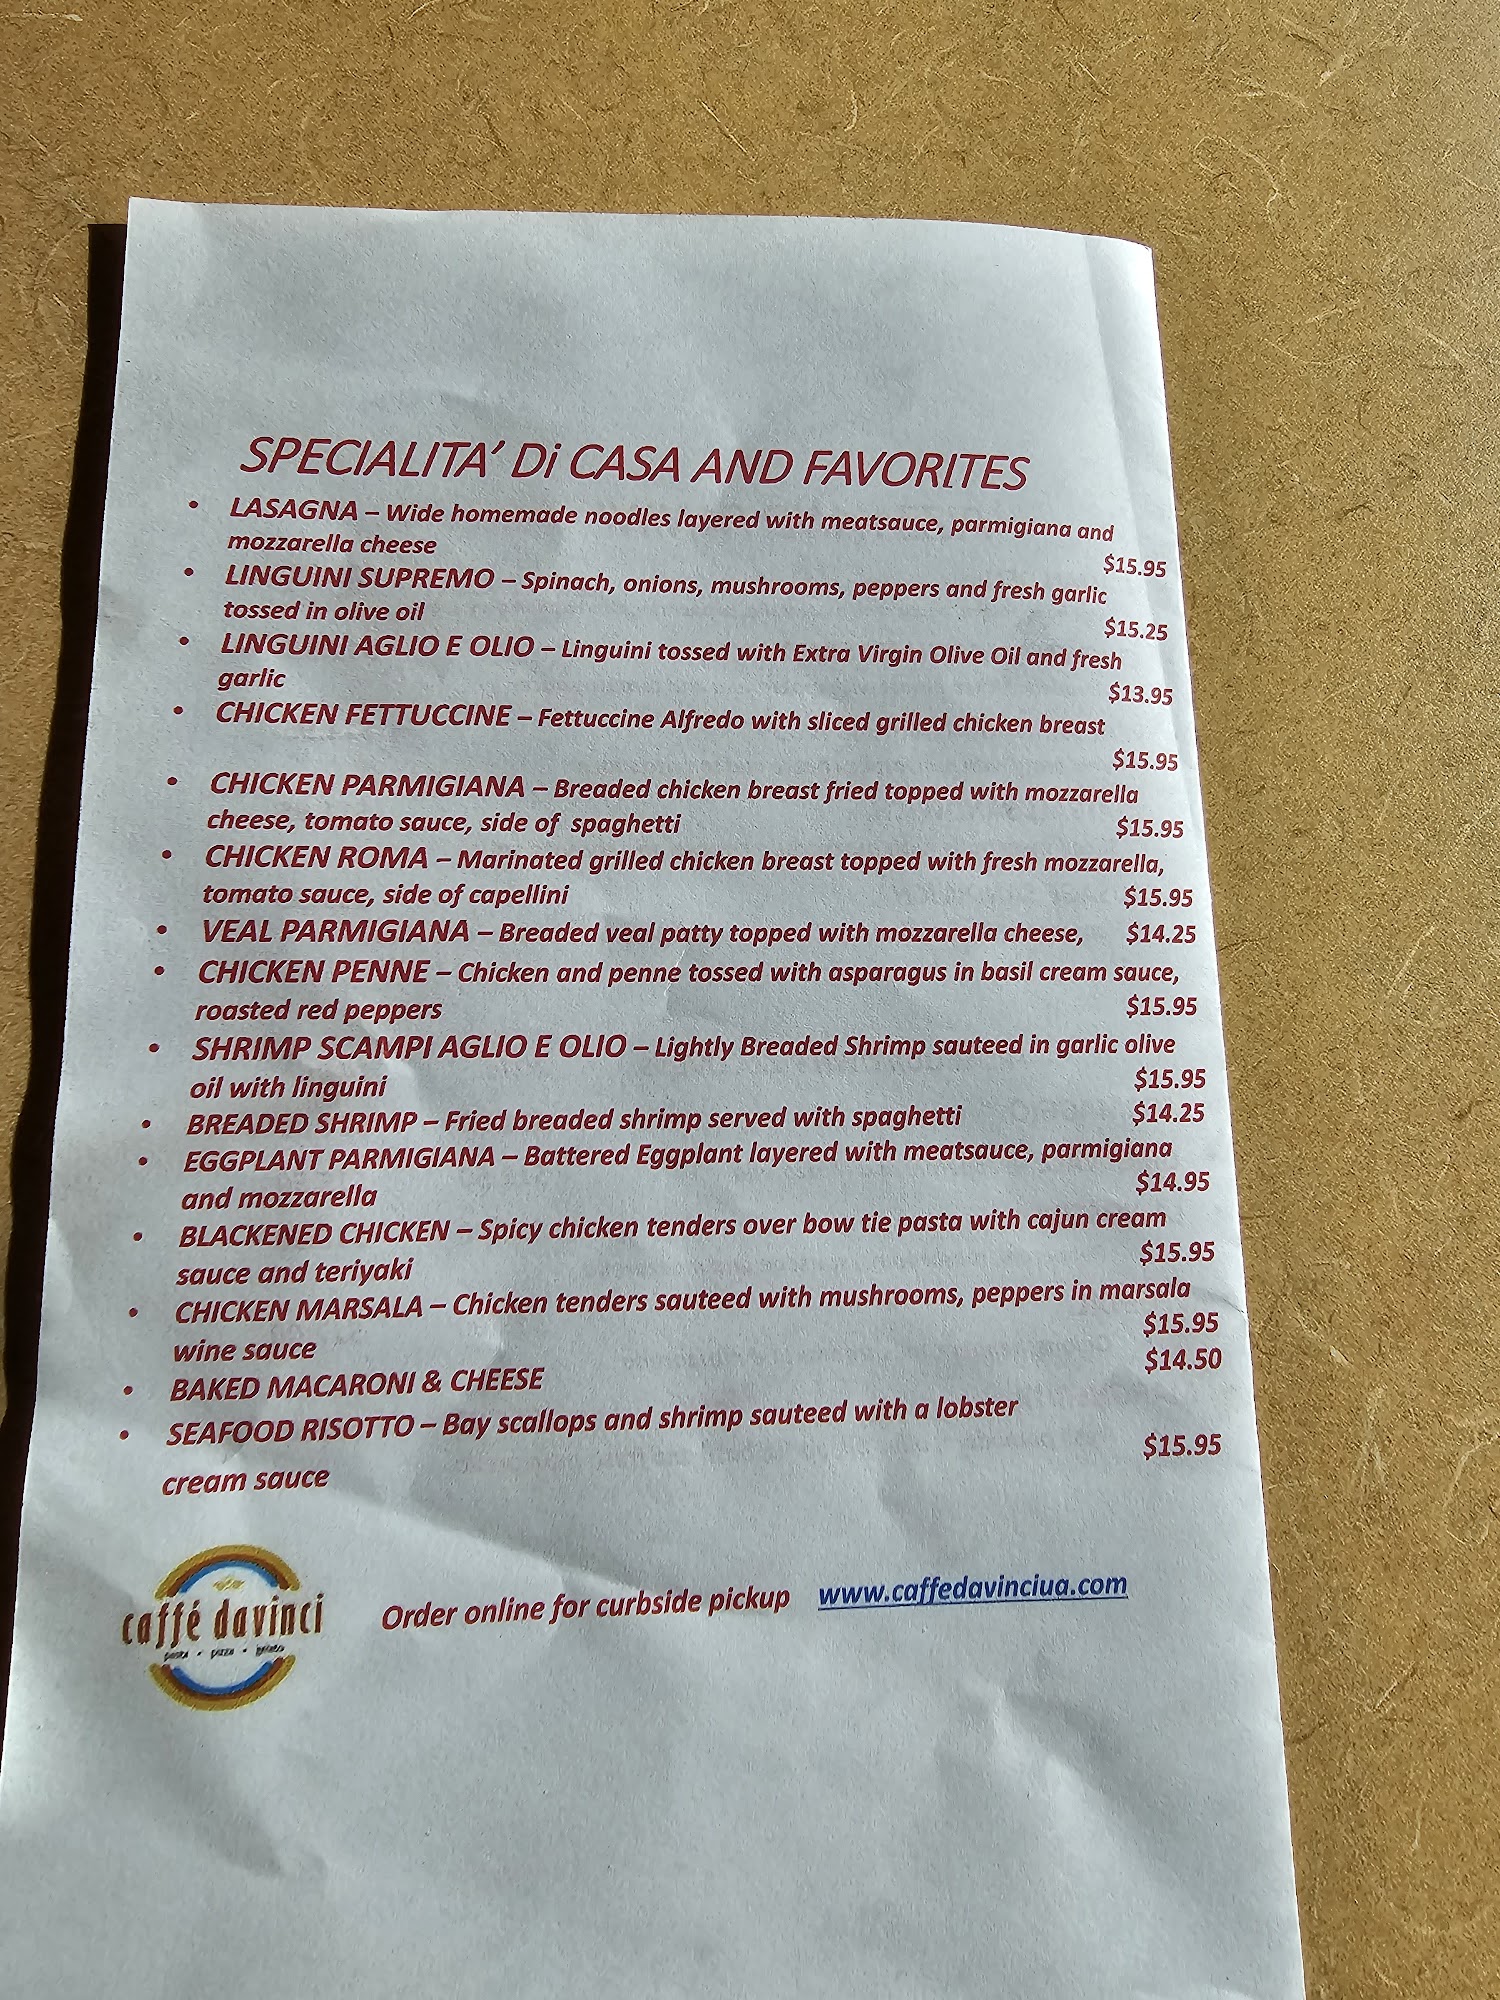 SPECIALITA' Di CASA AND FAVORITES
• LASAGNA – Wide homemade noodles layered with meatsauce, parmigiana and
mozzarella cheese $15.95
• LINGUINI SUPREMO – Spinach, onions, mushrooms, peppers and fresh garlic
tossed in olive oil $15.25
• LINGUINI AGLIO E OLIO – Linguini tossed with Extra Virgin Olive Oil and fresh
garlic $13.95
• CHICKEN FETTUCCINE – Fettuccine Alfredo with sliced grilled chicken breast
$15.95
• CHICKEN PARMIGIANA – Breaded chicken breast fried topped with mozzarella
cheese, tomato sauce, side of spaghetti $15.95
• CHICKEN ROMA – Marinated grilled chicken breast topped with fresh mozzarella,
tomato sauce, side of capellini $15.95
• VEAL PARMIGIANA – Breaded veal patty topped with mozzarella cheese, $14.25
• CHICKEN PENNE – Chicken and penne tossed with asparagus in basil cream sauce,
roasted red peppers $15.95
• SHRIMP SCAMPI AGLIO E OLIO – Lightly Breaded Shrimp sauteed in garlic olive
oil with linguini $15.95
• BREADED SHRIMP – Fried breaded shrimp served with spaghetti $14.25
• EGGPLANT PARMIGIANA – Battered Eggplant layered with meatsauce, parmigiana
and mozzarella $14.95
• BLACKENED CHICKEN – Spicy chicken tenders over bow tie pasta with cajun cream
sauce and teriyaki $15.95
• CHICKEN MARSALA – Chicken tenders sauteed with mushrooms, peppers in marsala
wine sauce $15.95
• BAKED MACARONI & CHEESE $14.50
• SEAFOOD RISOTTO – Bay scallops and shrimp sauteed with a lobster
cream sauce $15.95
caffé davinci
pasta • pizza • gelato
Order online for curbside pickup www.caffedavinciua.com